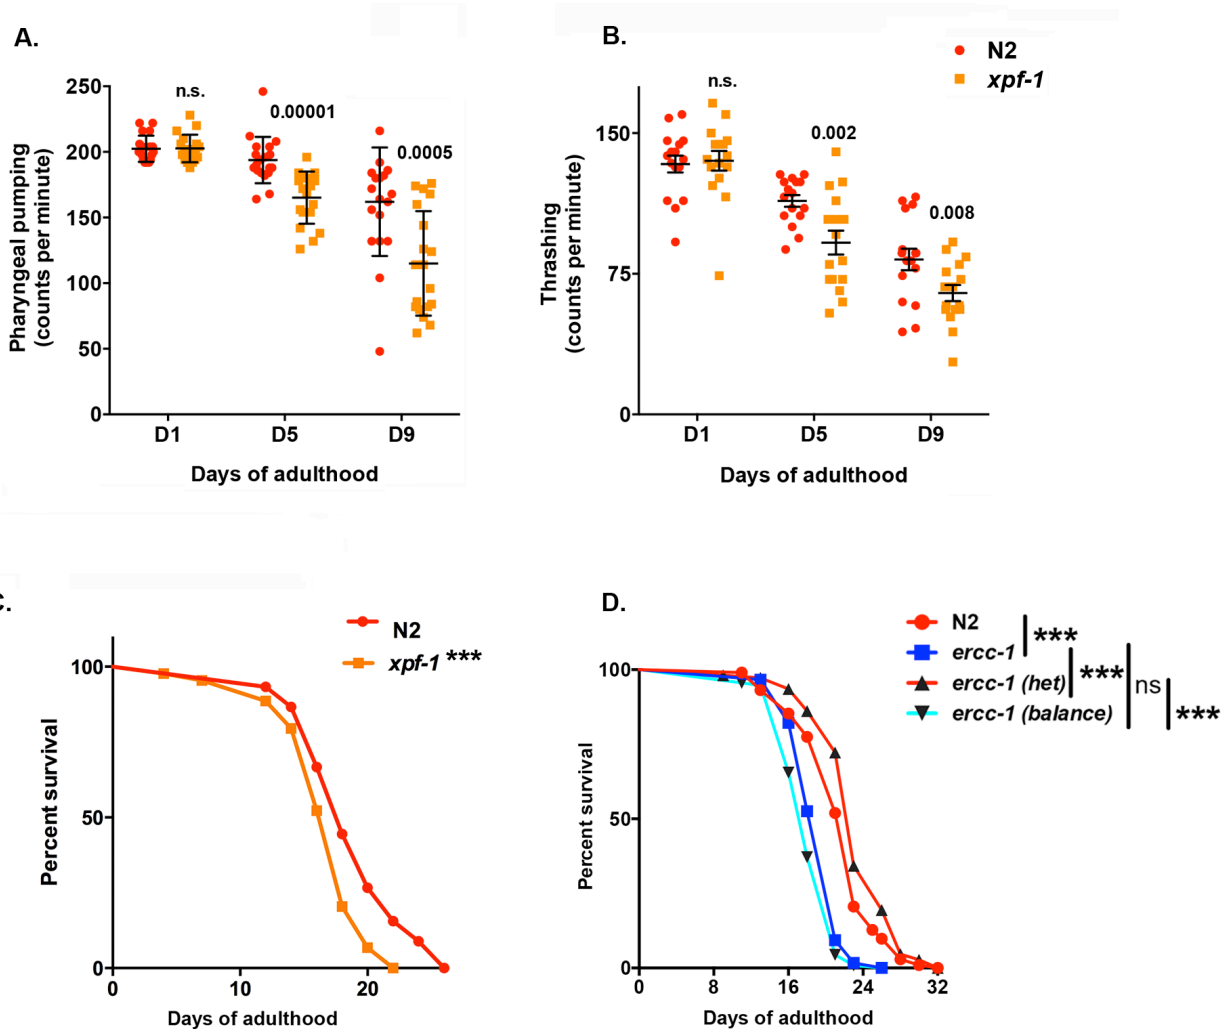 A.
Pharyngeal pumping
(counts per minute)
250
200
150
100
50
0
n.s.
0.00001
0.0005
D1 D5 D9
Days of adulthood
B.
N2
xpf-1
Thrashing
(counts per minute)
150
75
0
n.s.
0.002
0.008
D1 D5 D9
Days of adulthood
C.
N2
xpf-1 ***
Percent survival
100
50
0
0 10 20
Days of adulthood
D.
N2
ercc-1
ercc-1 (het)
ercc-1 (balance)
***
***
ns
***
Percent survival
100
50
0
0 8 16 24 32
Days of adulthood